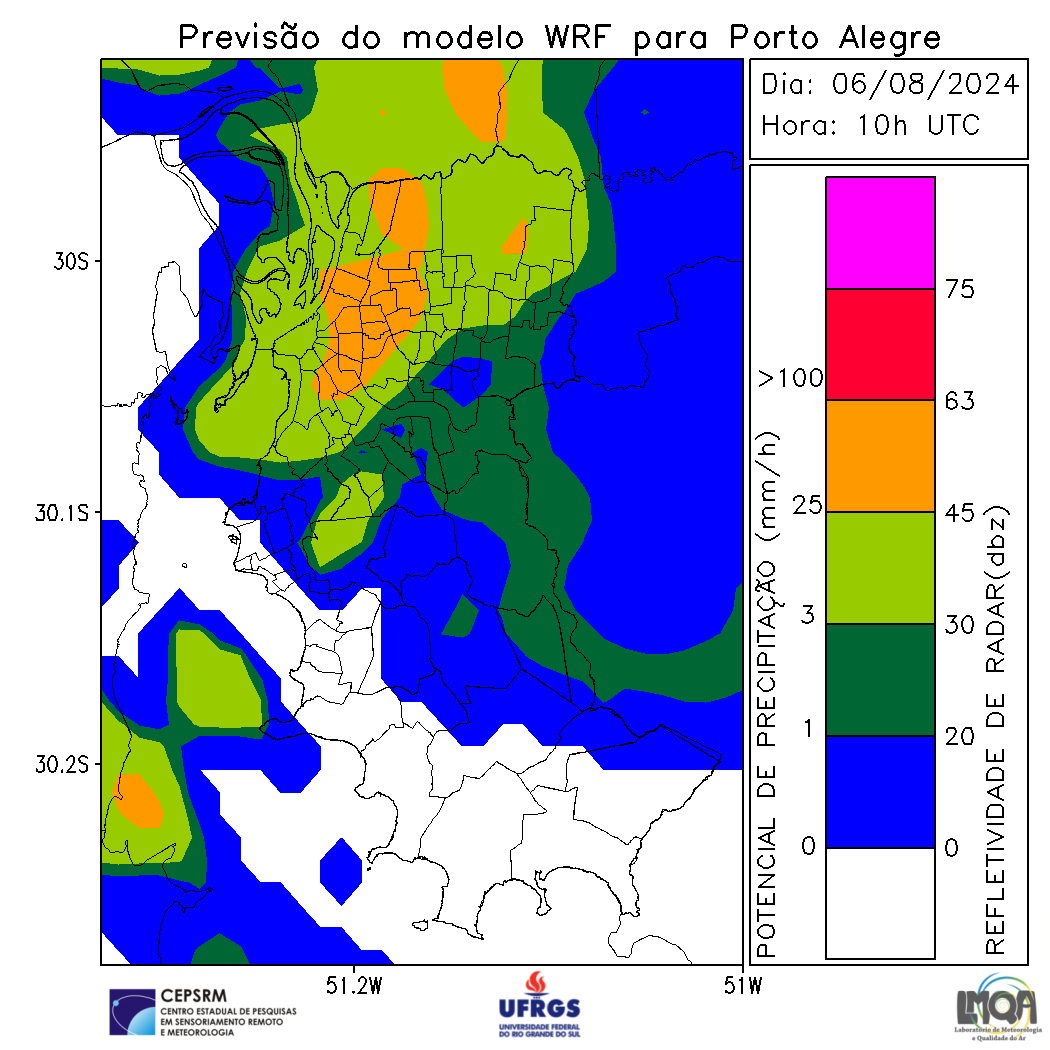 Previsão do modelo WRF para Porto Alegre
Dia: 06/08/2024
Hora: 10h UTC
30S
30.1S
30.2S
51.2W
51W
POTENCIAL DE PRECIPITAÇÃO (mm/h)
>100
25
3
1
0
75
63
45
30
20
0
REFLETIVIDADE DE RADAR(dbz)
CEPSRM
CENTRO ESTADUAL DE PESQUISAS
EM SENSORIAMENTO REMOTO
E METEOROLOGIA
UFRGS
UNIVERSIDADE FEDERAL
DO RIO GRANDE DO SUL
LMQA
Laboratório de Meteorologia
e Qualidade do Ar